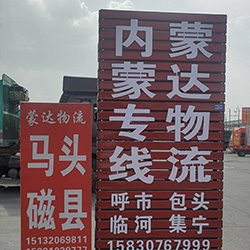 蒙达物流
马头
磁县
15132069811
内蒙专线
蒙达物流
呼市 包头
临河 集宁
15830767999